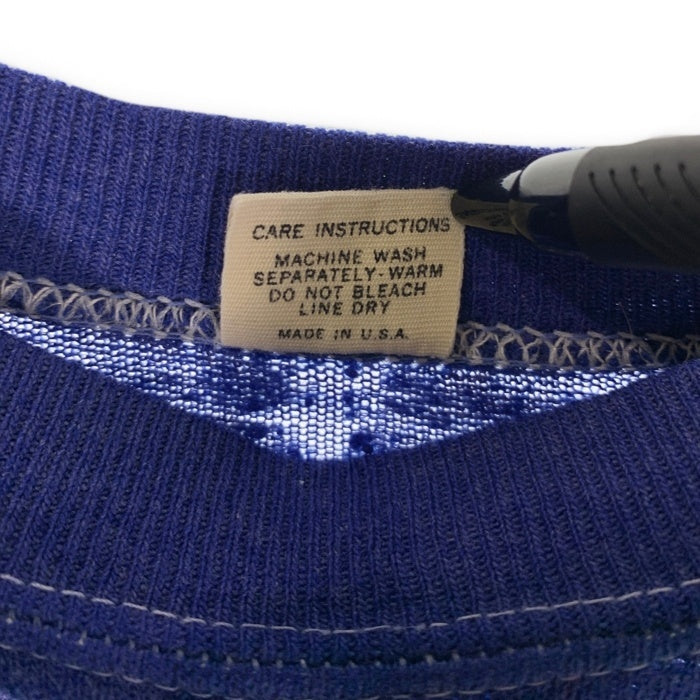 CARE INSTRUCTIONS
MACHINE WASH
SEPARATELY-WARM
DO NOT BLEACH
LINE DRY
MADE IN U.S.A.